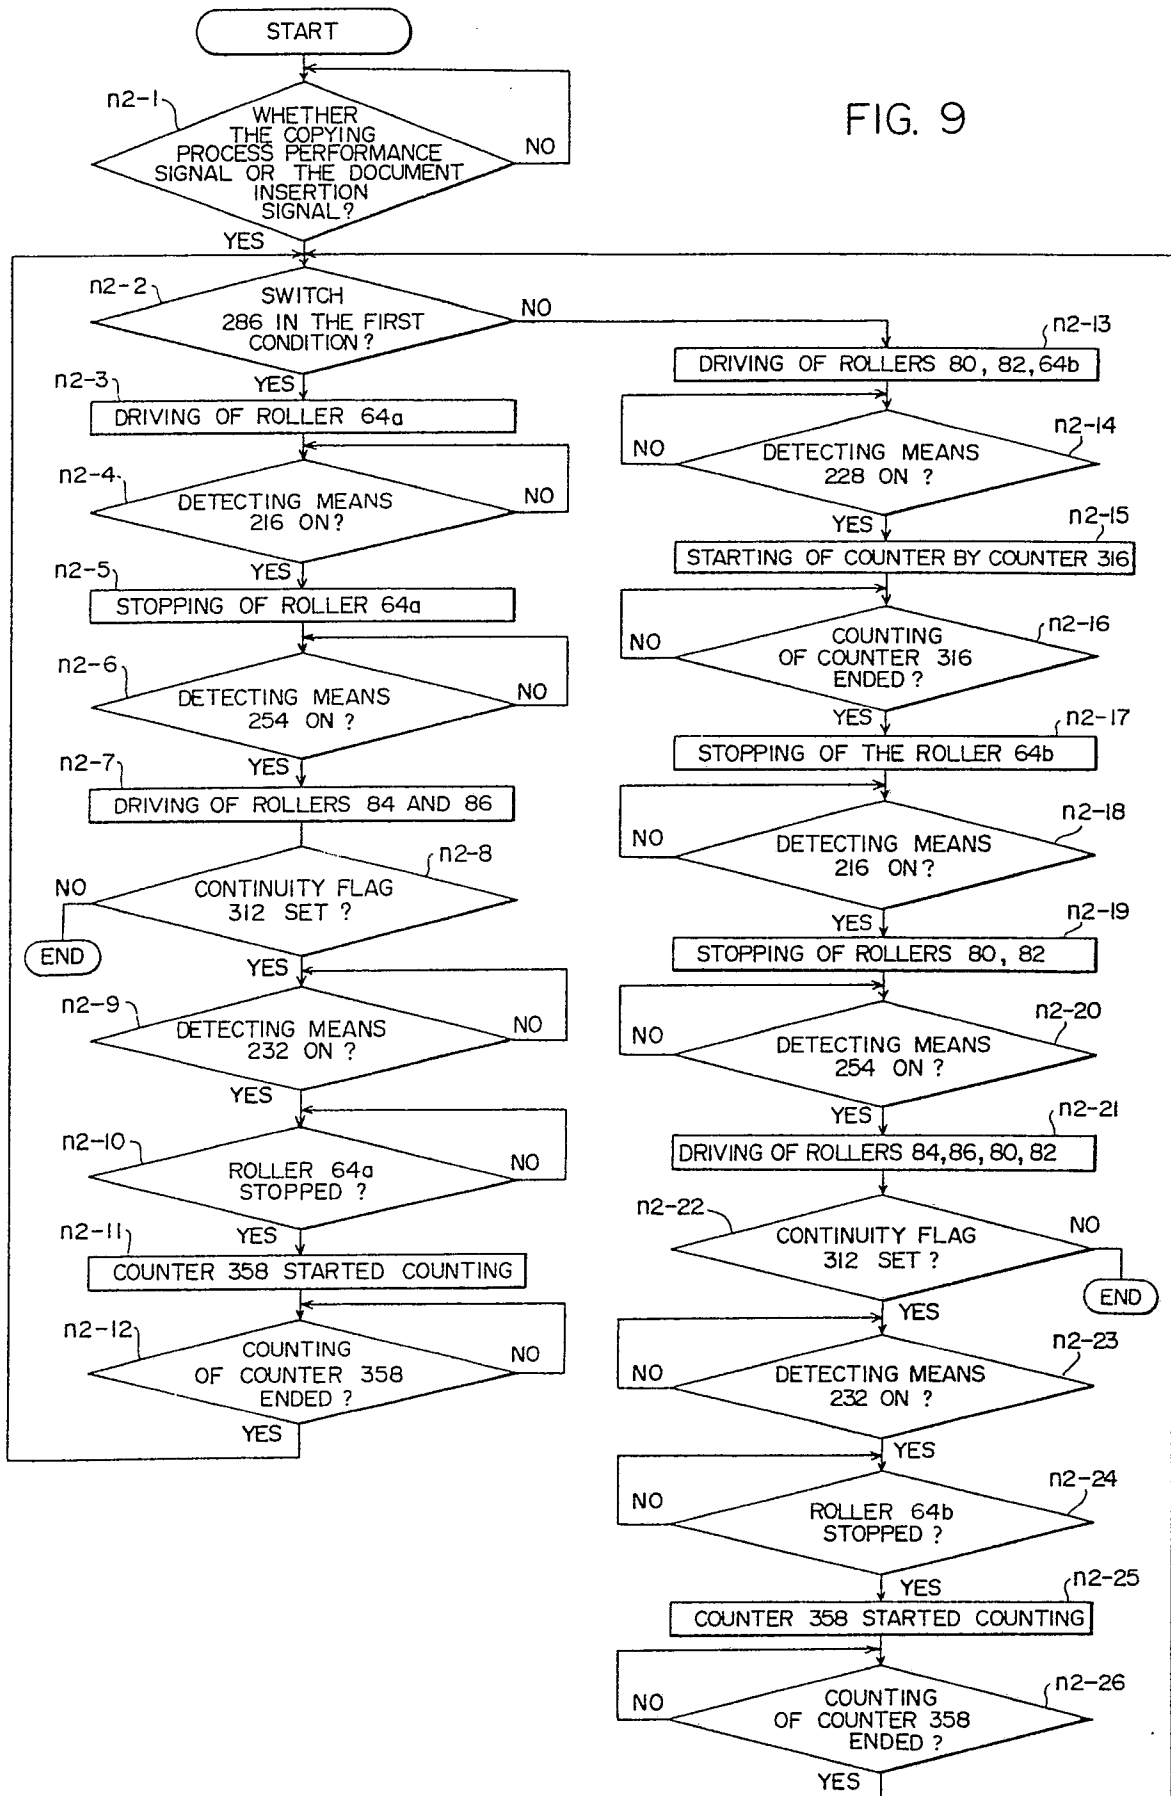 START
FIG. 9
n2-1
WHETHER
THE COPYING
PROCESS PERFORMANCE
SIGNAL OR THE DOCUMENT
INSERTION
SIGNAL?
NO
YES
n2-2
SWITCH
286 IN THE FIRST
CONDITION?
NO
YES
n2-3
DRIVING OF ROLLER 64a
n2-4
DETECTING MEANS
216 ON?
NO
YES
n2-5
STOPPING OF ROLLER 64a
n2-6
DETECTING MEANS
254 ON ?
NO
YES
n2-7
DRIVING OF ROLLERS 84 AND 86
n2-8
CONTINUITY FLAG
312 SET ?
NO
END
YES
n2-9
DETECTING MEANS
232 ON ?
NO
YES
n2-10
ROLLER 64a
STOPPED ?
NO
YES
n2-11
COUNTER 358 STARTED COUNTING
n2-12
COUNTING
OF COUNTER 358
ENDED ?
NO
YES
n2-13
DRIVING OF ROLLERS 80, 82, 64b
n2-14
DETECTING MEANS
228 ON ?
NO
YES
n2-15
STARTING OF COUNTER BY COUNTER 316
n2-16
COUNTING
OF COUNTER 316
ENDED ?
NO
YES
n2-17
STOPPING OF THE ROLLER 64b
n2-18
DETECTING MEANS
216 ON?
NO
YES
n2-19
STOPPING OF ROLLERS 80, 82
n2-20
DETECTING MEANS
254 ON ?
NO
YES
n2-21
DRIVING OF ROLLERS 84,86,80,82
n2-22
CONTINUITY FLAG
312 SET ?
NO
END
YES
n2-23
DETECTING MEANS
232 ON ?
NO
YES
n2-24
ROLLER 64b
STOPPED ?
NO
YES
n2-25
COUNTER 358 STARTED COUNTING
n2-26
COUNTING
OF COUNTER 358
ENDED ?
NO
YES